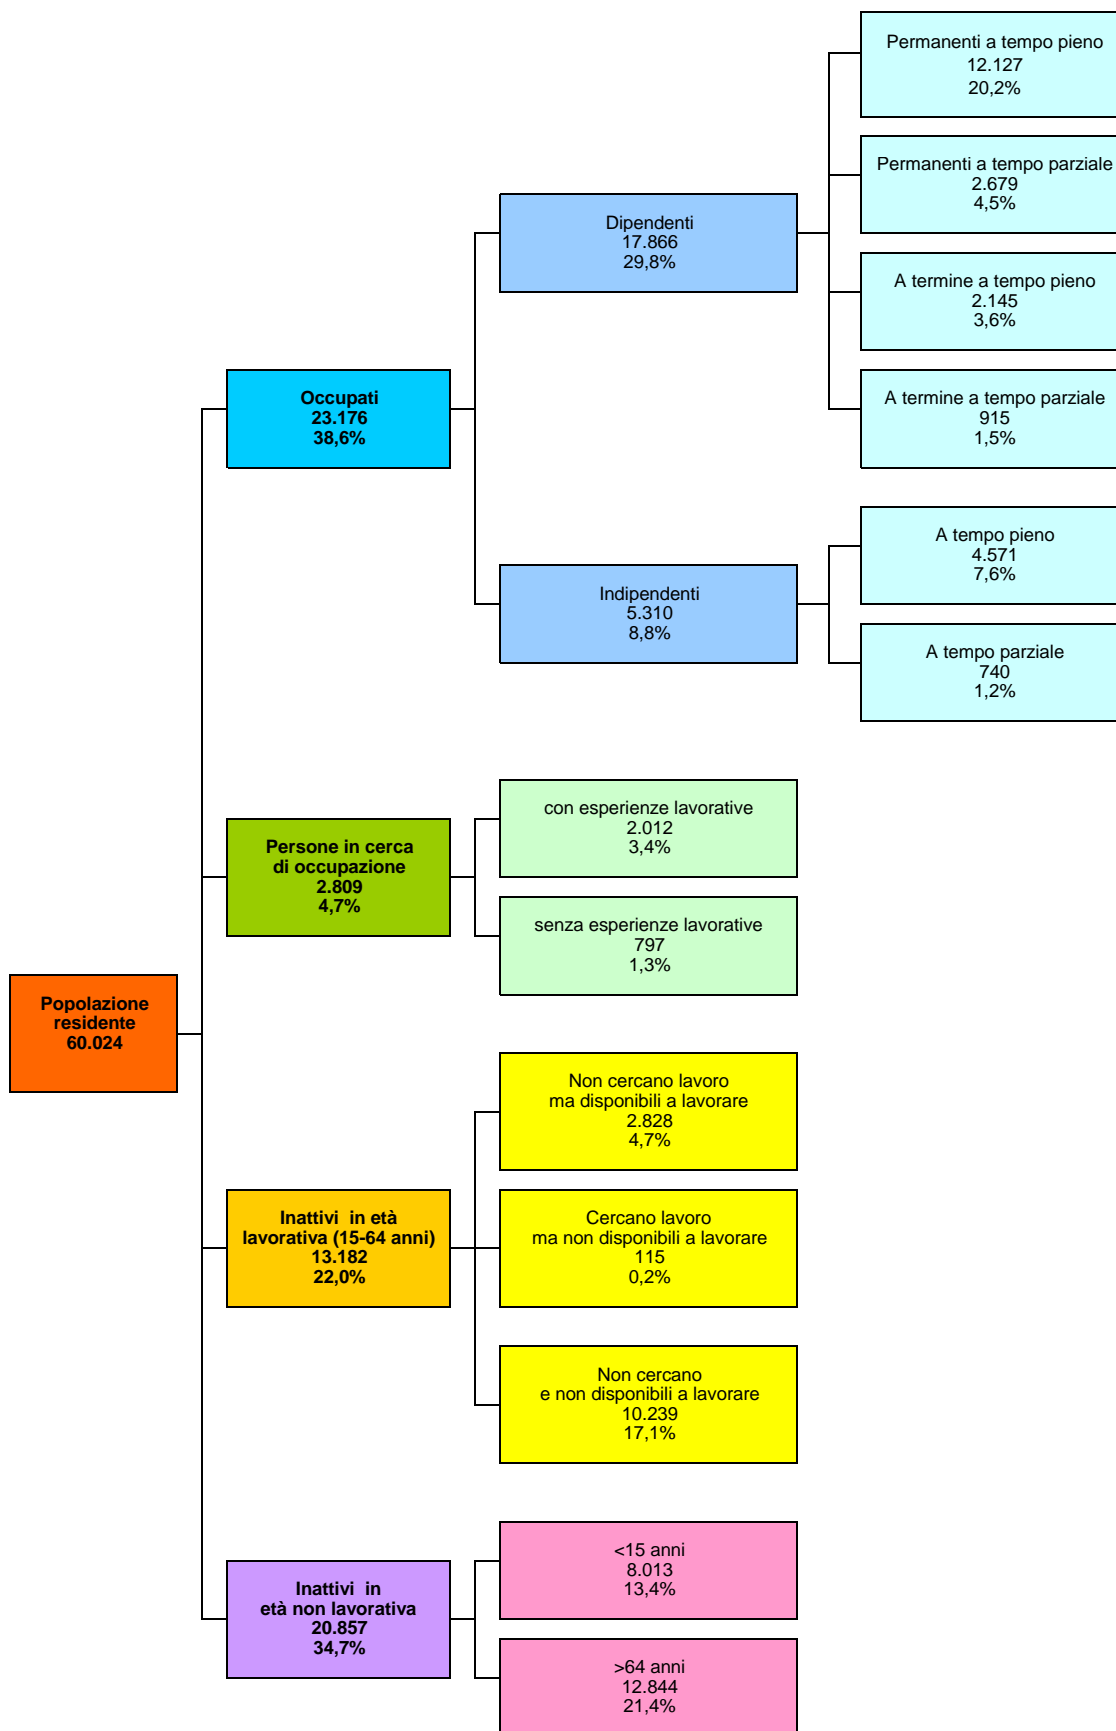 Permanenti a tempo pieno
12.127
20,2%
Permanenti a tempo parziale
2.679
4,5%
Dipendenti
17.866
29,8%
A termine a tempo pieno
2.145
3,6%
Occupati
23.176
38,6%
A termine a tempo parziale
915
1,5%
A tempo pieno
4.571
7,6%
Indipendenti
5.310
8,8%
A tempo parziale
740
1,2%
con esperienze lavorative
2.012
3,4%
Persone in cerca
di occupazione
2.809
4,7%
senza esperienze lavorative
797
1,3%
Popolazione
residente
60.024
Non cercano lavoro
ma disponibili a lavorare
2.828
4,7%
Inattivi in età
lavorativa (15-64 anni)
13.182
22,0%
Cercano lavoro
ma non disponibili a lavorare
115
0,2%
Non cercano
e non disponibili a lavorare
10.239
17,1%
<15 anni
8.013
13,4%
Inattivi in
età non lavorativa
20.857
34,7%
>64 anni
12.844
21,4%